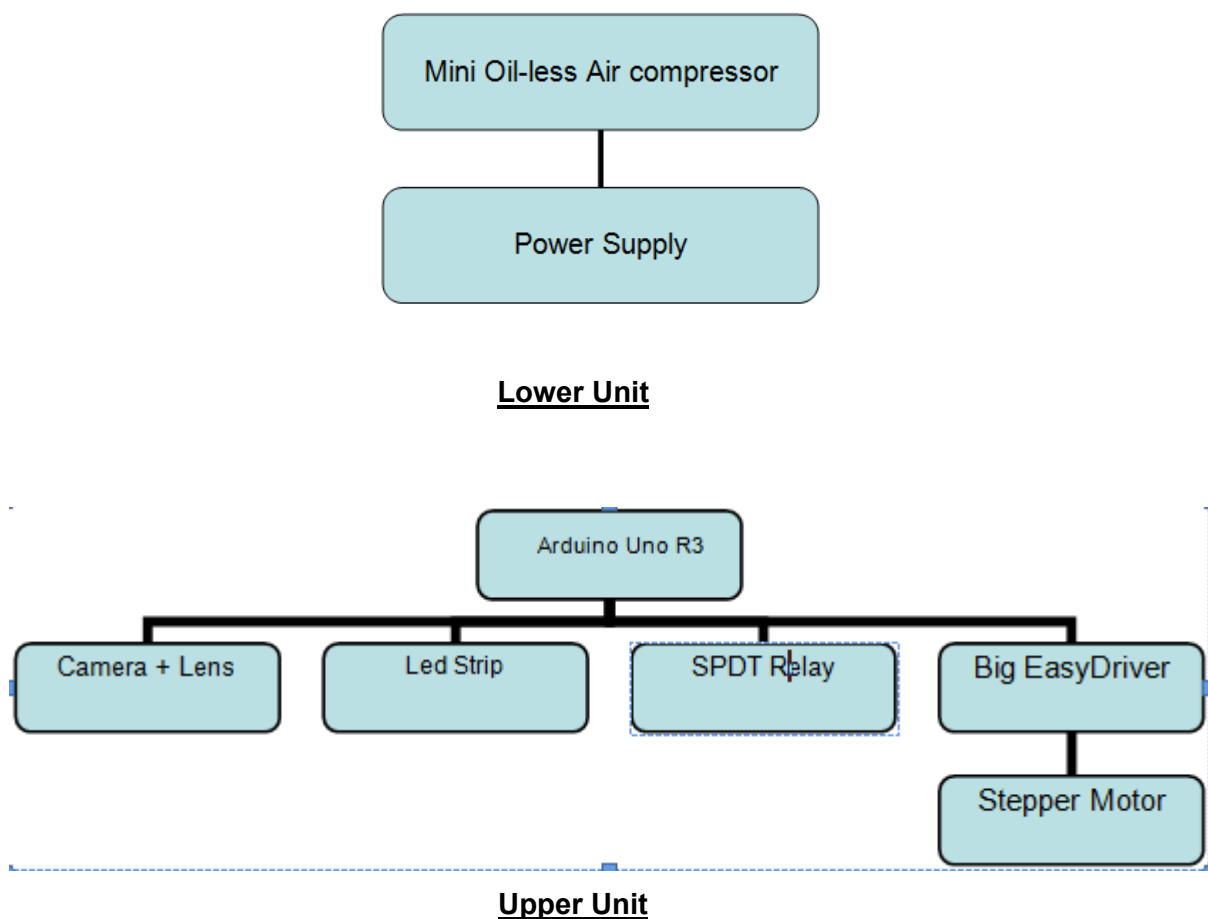 Mini Oil-less Air compressor
Power Supply
Lower Unit
Arduino Uno R3
Camera + Lens
Led Strip
SPDT Relay
Big EasyDriver
Stepper Motor
Upper Unit